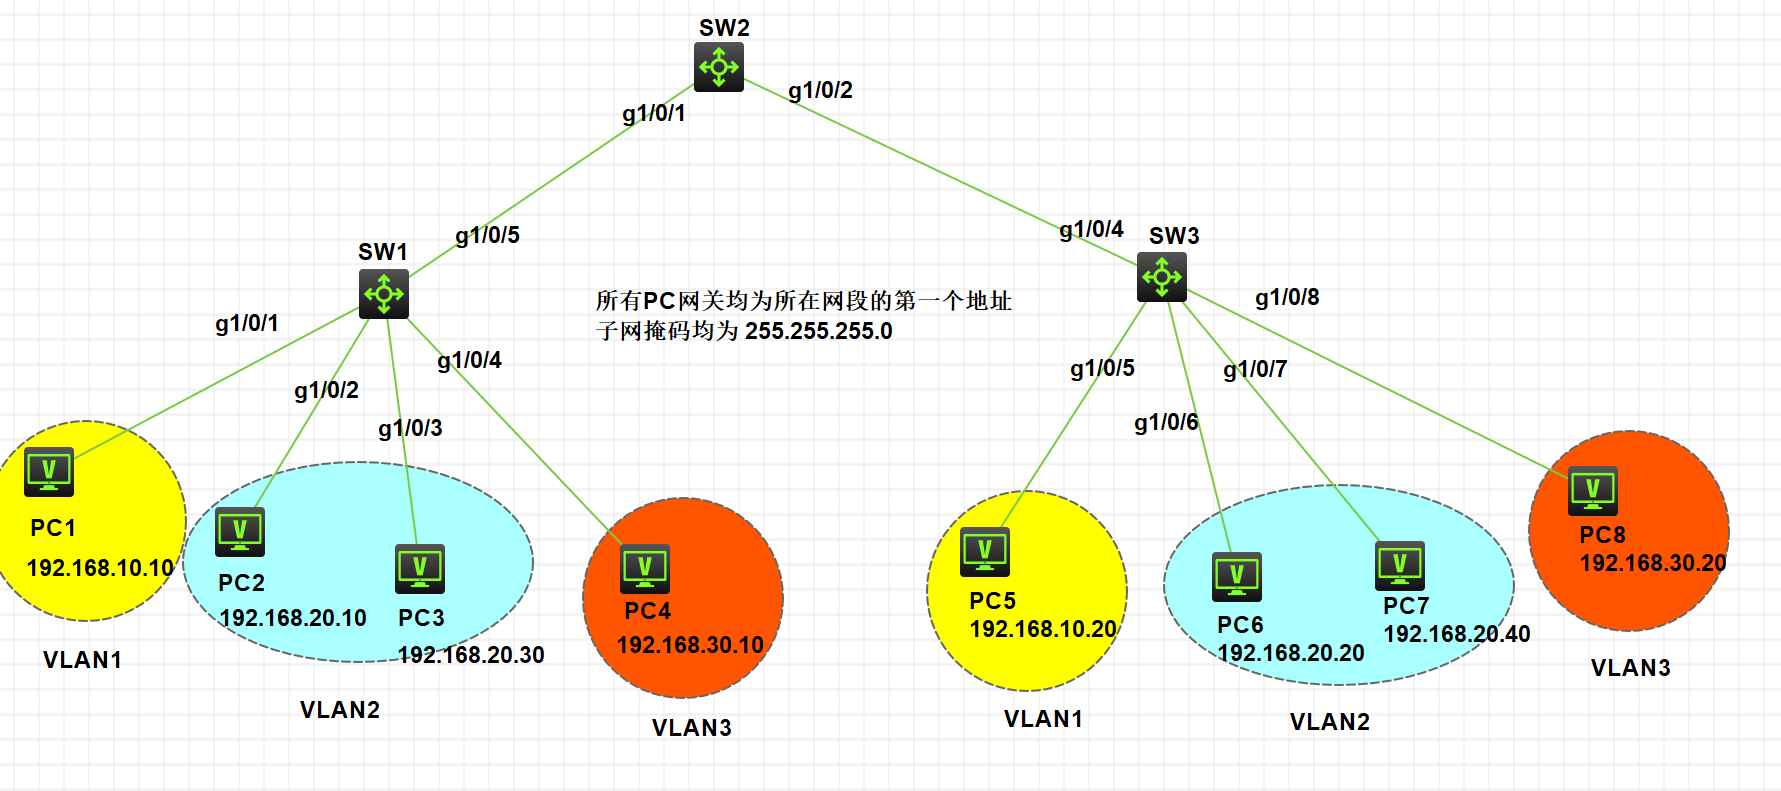 SW2
g1/0/1
g1/0/2
SW1
g1/0/5
g1/0/4
SW3
所有PC网关均为所在网段的第一个地址
子网掩码均为 255.255.255.0
g1/0/8
g1/0/1
g1/0/4
g1/0/2
g1/0/3
g1/0/5
g1/0/7
g1/0/6
PC1
192.168.10.10
VLAN1
PC2
192.168.20.10
PC3
192.168.20.30
VLAN2
PC4
192.168.30.10
VLAN3
PC5
192.168.10.20
VLAN1
PC6
192.168.20.20
PC7
192.168.20.40
VLAN2
PC8
192.168.30.20
VLAN3